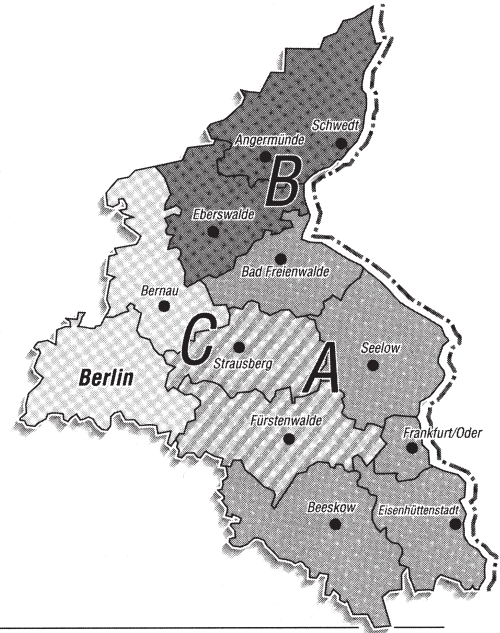 Schwedt
Angermünde
B
Eberswalde
Bad Freienwalde
Bernau
C
Strausberg
A
Seelow
Berlin
Fürstenwalde
Frankfurt/Oder
Beeskow
Eisenhüttenstadt